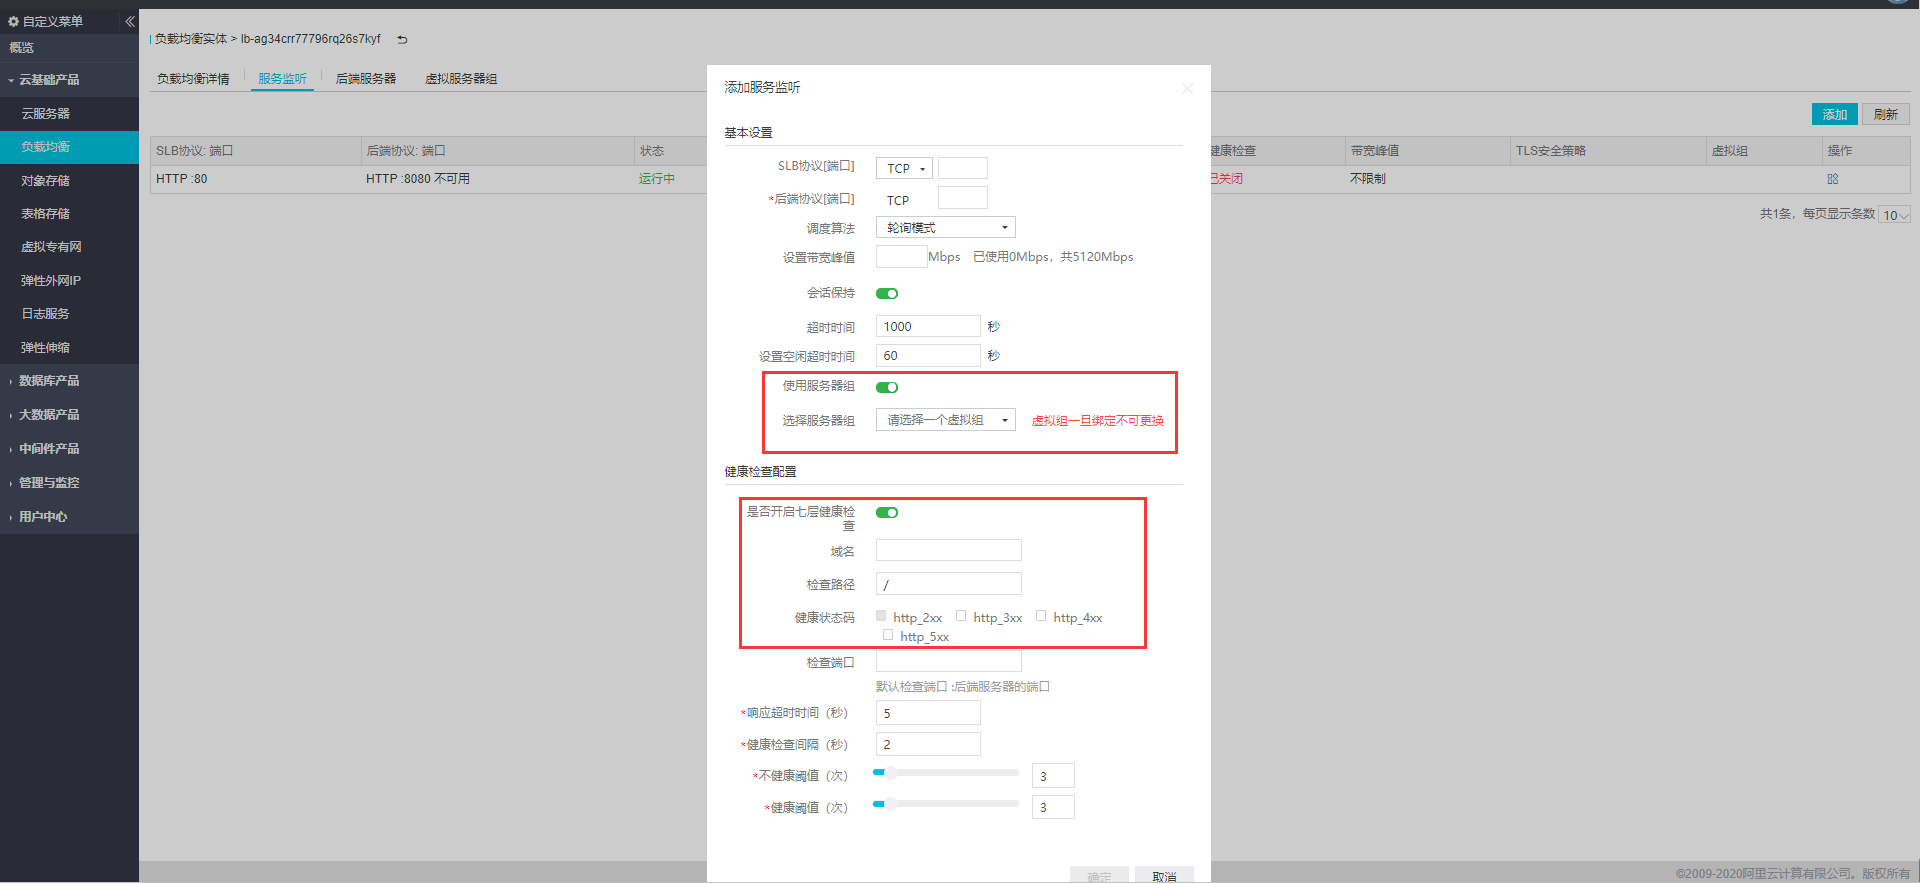 自定义菜单
概览
云基础产品
云服务器
负载均衡
对象存储
表格存储
虚拟专有网
弹性外网IP
日志服务
弹性伸缩
数据库产品
大数据产品
中间件产品
管理与监控
用户中心
负载均衡实体 > lb-ag34crr77796rq26s7kyf
负载均衡详情 服务监听 后端服务器 虚拟服务器组
添加 刷新
SLB协议: 端口 后端协议: 端口 状态 健康检查 带宽峰值 TLS安全策略 虚拟组 操作
HTTP :80 HTTP :8080 不可用 运行中 已关闭 不限制
共1条，每页显示条数 10
添加服务监听
基本设置
SLB协议[端口] TCP
*后端协议[端口] TCP
调度算法 轮询模式
设置带宽峰值 Mbps 已使用0Mbps，共5120Mbps
会话保持
超时时间 1000 秒
设置空闲超时时间 60 秒
使用服务器组
选择服务器组 请选择一个虚拟组 虚拟组一旦绑定不可更换
健康检查配置
是否开启七层健康检
查
域名
检查路径 /
健康状态码 http_2xx http_3xx http_4xx
http_5xx
检查端口
默认检查端口 :后端服务器的端口
*响应超时时间（秒） 5
*健康检查间隔（秒） 2
*不健康阈值（次） 3
*健康阈值（次） 3
确定 取消
©2009-2020阿里云计算有限公司。版权所有